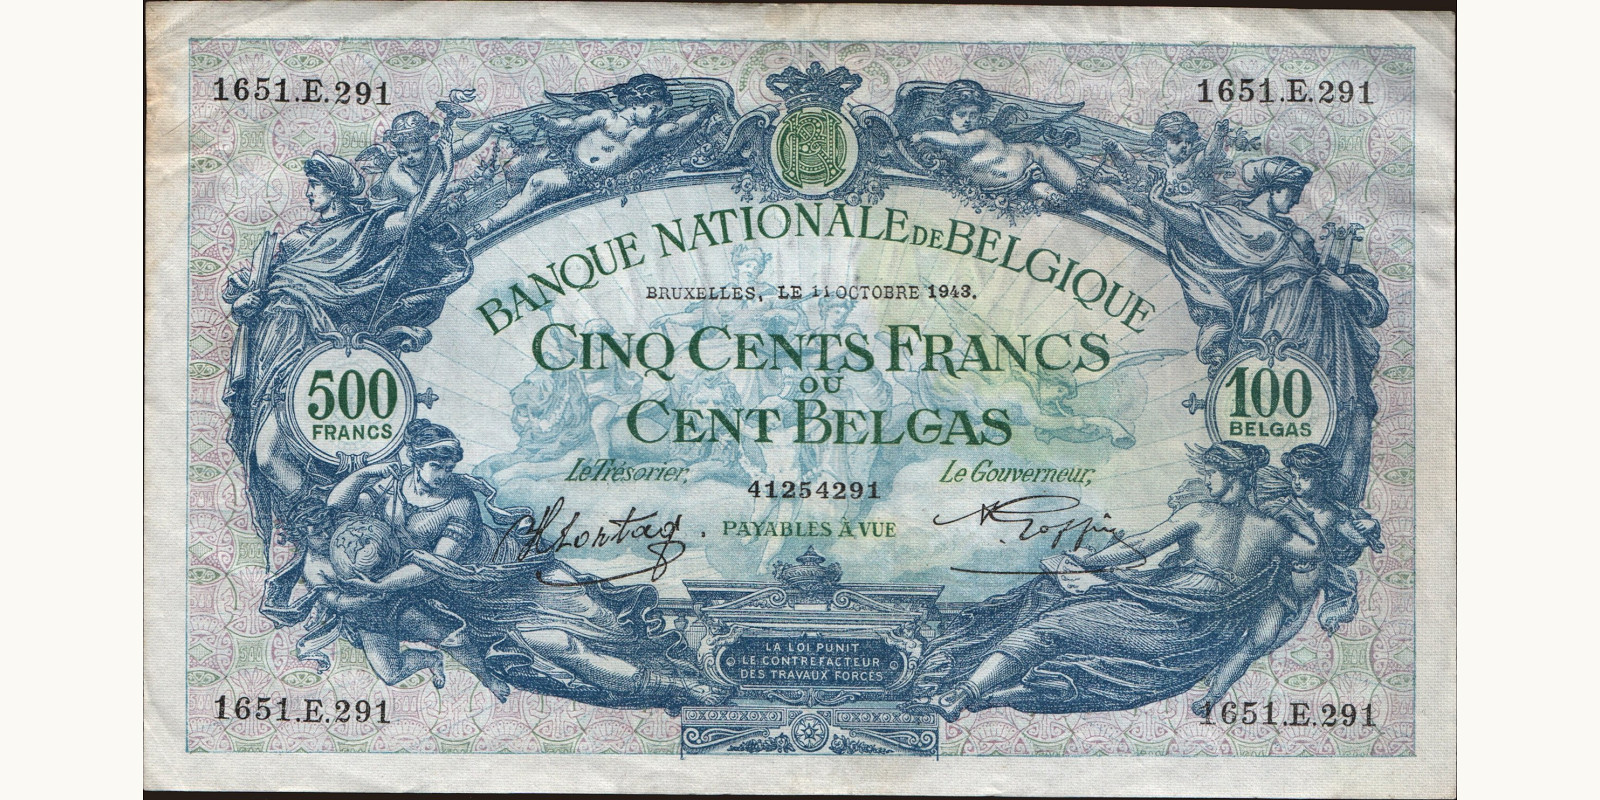 1651.E.291 1651.E.291
BANQUE NATIONALE DE BELGIQUE
BRUXELLES, LE 11 OCTOBRE 1943.
CINQ CENTS FRANCS
OU
CENT BELGAS
500
FRANCS
100
BELGAS
Le Trésorier, Le Gouverneur,
41254291
PAYABLES À VUE
LA LOI PUNIT
LE CONTREFACTEUR
DES TRAVAUX FORCÉS
1651.E.291 1651.E.291